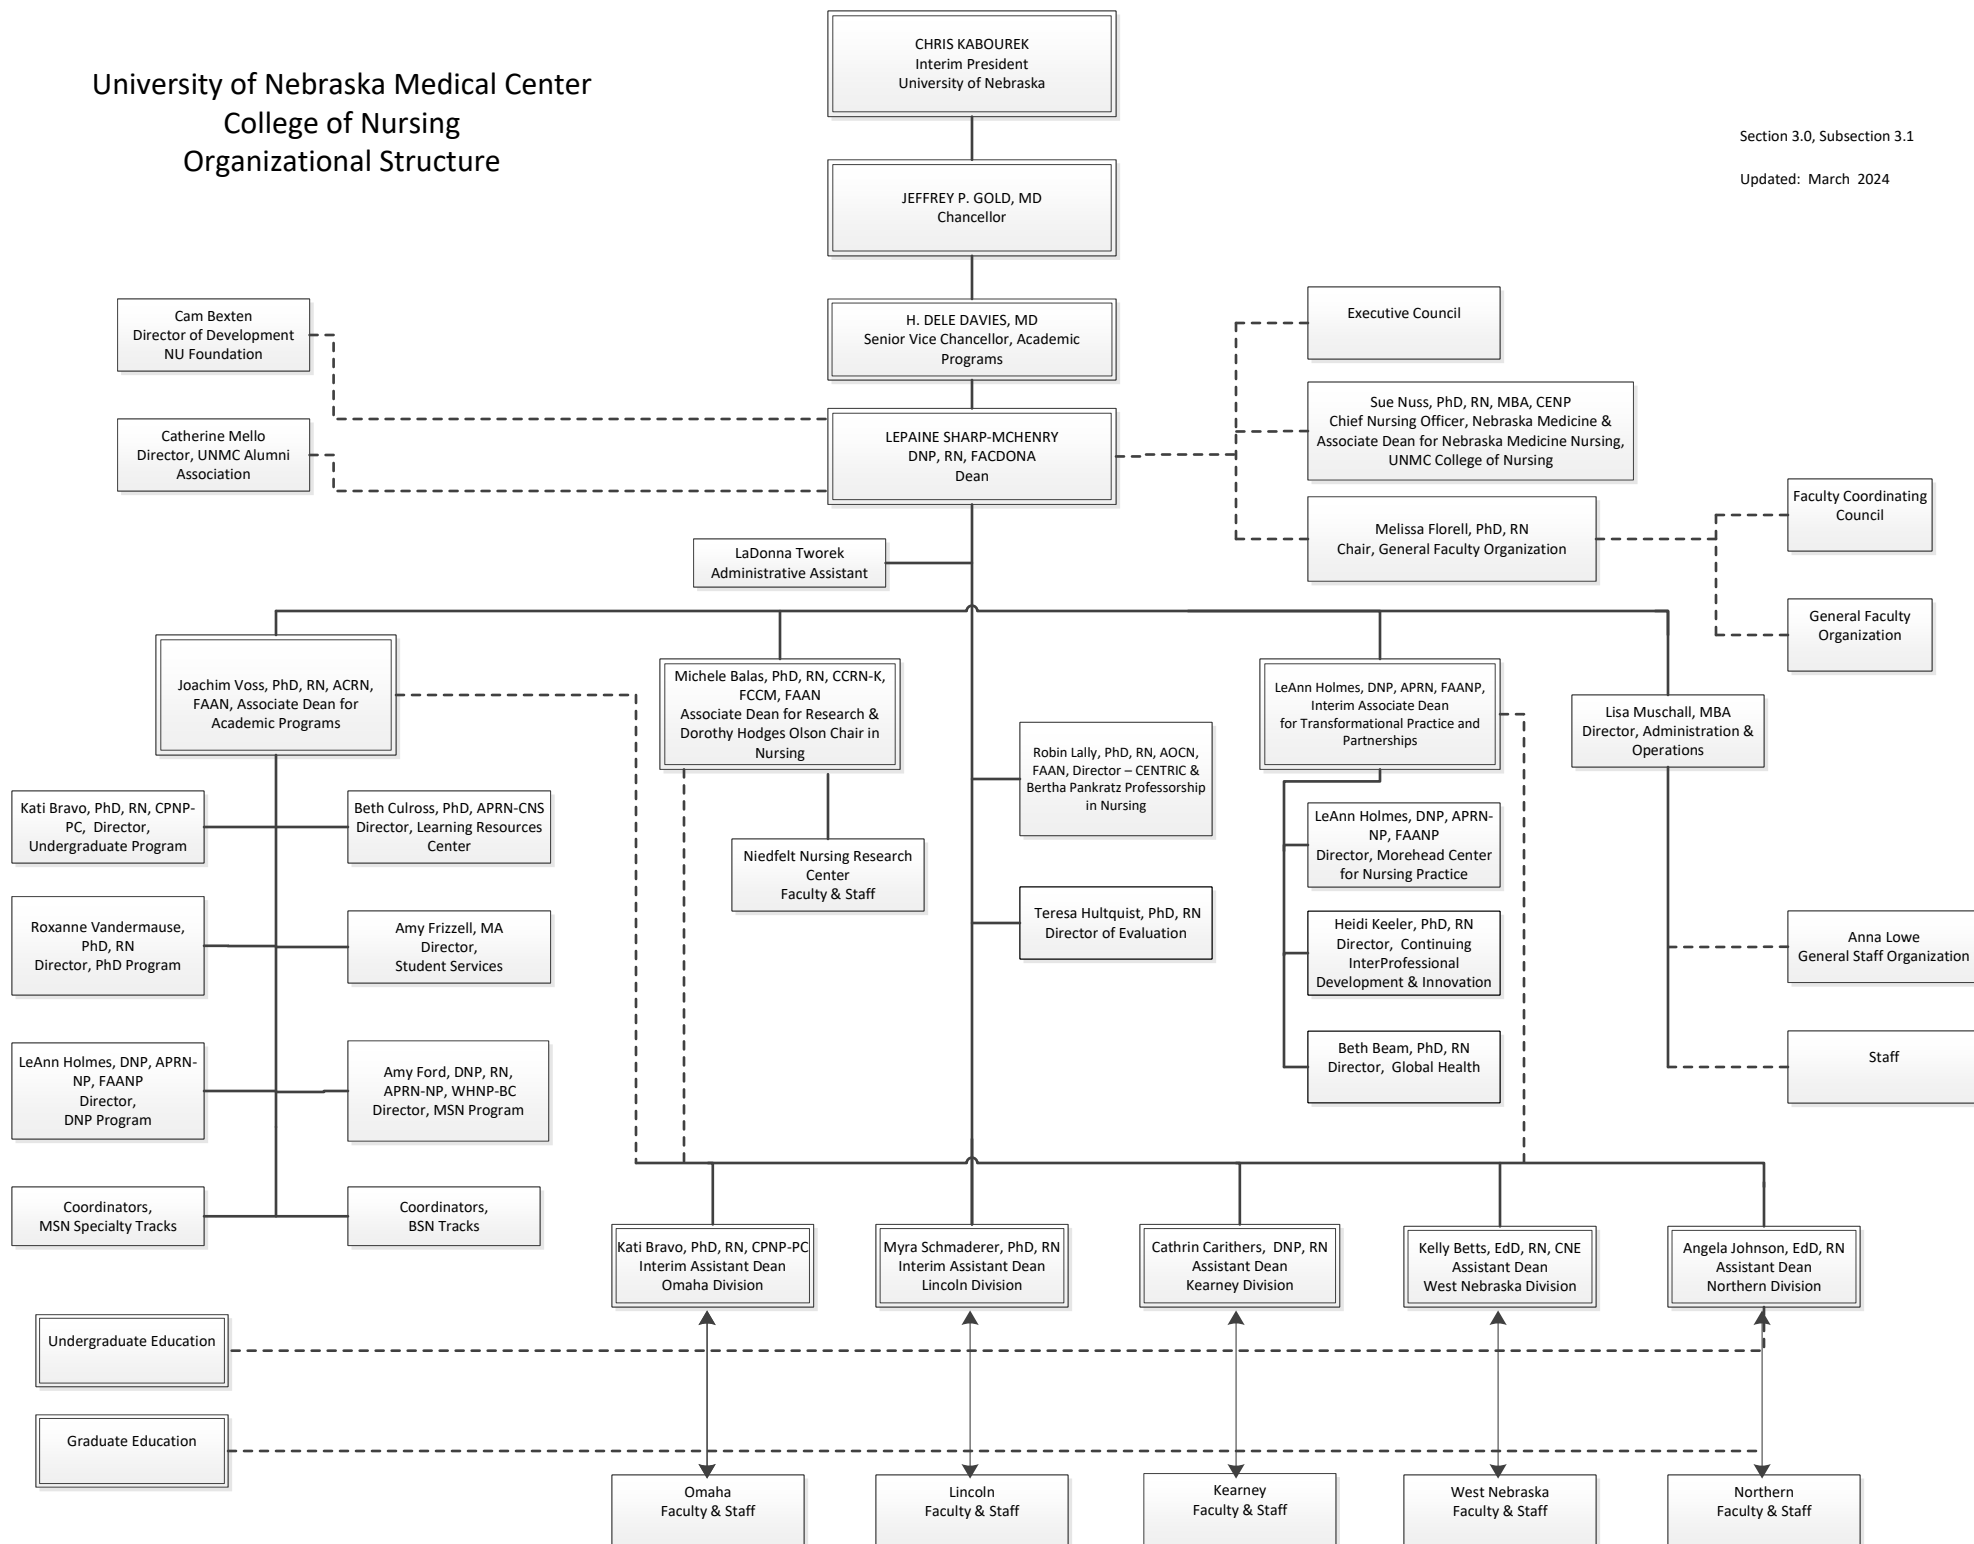 University of Nebraska Medical Center
College of Nursing
Organizational Structure
CHRIS KABOUREK
Interim President
University of Nebraska
Section 3.0, Subsection 3.1
Updated:  March  2024
JEFFREY P. GOLD, MD
Chancellor
H. DELE DAVIES, MD
Senior Vice Chancellor, Academic
Programs
Cam Bexten
Director of Development
NU Foundation
Catherine Mello
Director, UNMC Alumni
Association
LEPAINE SHARP-MCHENRY
DNP, RN, FACDONA
Dean
Executive Council
Sue Nuss, PhD, RN, MBA, CENP
Chief Nursing Officer, Nebraska Medicine &
Associate Dean for Nebraska Medicine Nursing,
UNMC College of Nursing
Melissa Florell, PhD, RN
Chair, General Faculty Organization
Faculty Coordinating
Council
General Faculty
Organization
LaDonna Tworek
Administrative Assistant
Joachim Voss, PhD, RN, ACRN,
FAAN, Associate Dean for
Academic Programs
Michele Balas, PhD, RN, CCRN-K,
FCCM, FAAN
Associate Dean for Research &
Dorothy Hodges Olson Chair in
Nursing
Robin Lally, PhD, RN, AOCN,
FAAN, Director – CENTRIC &
Bertha Pankratz Professorship
in Nursing
LeAnn Holmes, DNP, APRN, FAANP,
Interim Associate Dean
for Transformational Practice and
Partnerships
Lisa Muschall, MBA
Director, Administration &
Operations
Kati Bravo, PhD, RN, CPNP-
PC,  Director,
Undergraduate Program
Beth Culross, PhD, APRN-CNS
Director, Learning Resources
Center
Niedfelt Nursing Research
Center
Faculty & Staff
LeAnn Holmes, DNP, APRN-
NP, FAANP
Director, Morehead Center
for Nursing Practice
Roxanne Vandermause,
PhD, RN
Director, PhD Program
Amy Frizzell, MA
Director,
Student Services
Teresa Hultquist, PhD, RN
Director of Evaluation
Heidi Keeler, PhD, RN
Director,  Continuing
InterProfessional
Development & Innovation
Anna Lowe
General Staff Organization
LeAnn Holmes, DNP, APRN-
NP, FAANP
Director,
DNP Program
Amy Ford, DNP, RN,
APRN-NP, WHNP-BC
Director, MSN Program
Beth Beam, PhD, RN
Director,  Global Health
Staff
Coordinators,
MSN Specialty Tracks
Coordinators,
BSN Tracks
Kati Bravo, PhD, RN, CPNP-PC
Interim Assistant Dean
Omaha Division
Myra Schmaderer, PhD, RN
Interim Assistant Dean
Lincoln Division
Cathrin Carithers,  DNP, RN
Assistant Dean
Kearney Division
Kelly Betts, EdD, RN, CNE
Assistant Dean
West Nebraska Division
Angela Johnson, EdD, RN
Assistant Dean
Northern Division
Undergraduate Education
Graduate Education
Omaha
Faculty & Staff
Lincoln
Faculty & Staff
Kearney
Faculty & Staff
West Nebraska
Faculty & Staff
Northern
Faculty & Staff